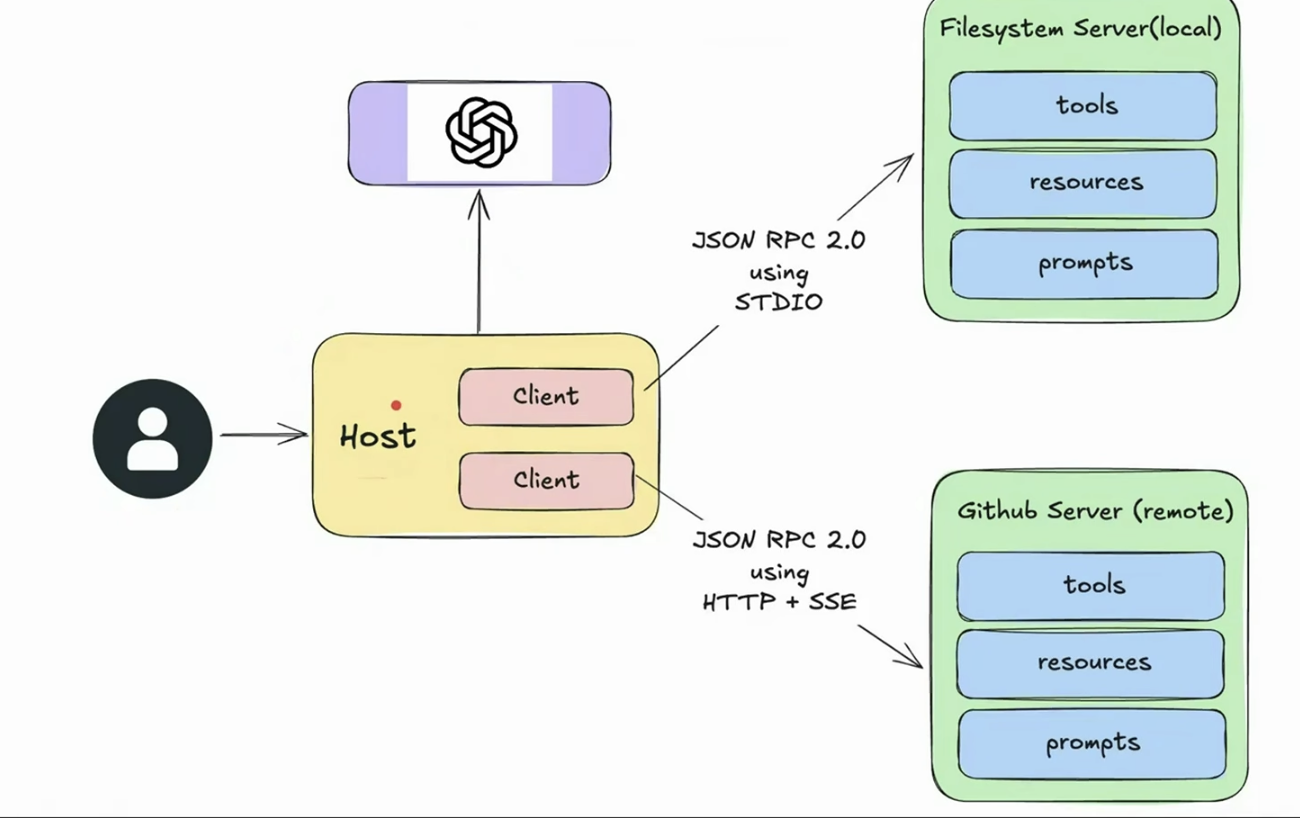 Filesystem Server(local)
tools
resources
prompts
JSON RPC 2.0
using
STDIO
Host
Client
Client
JSON RPC 2.0
using
HTTP + SSE
Github Server (remote)
tools
resources
prompts